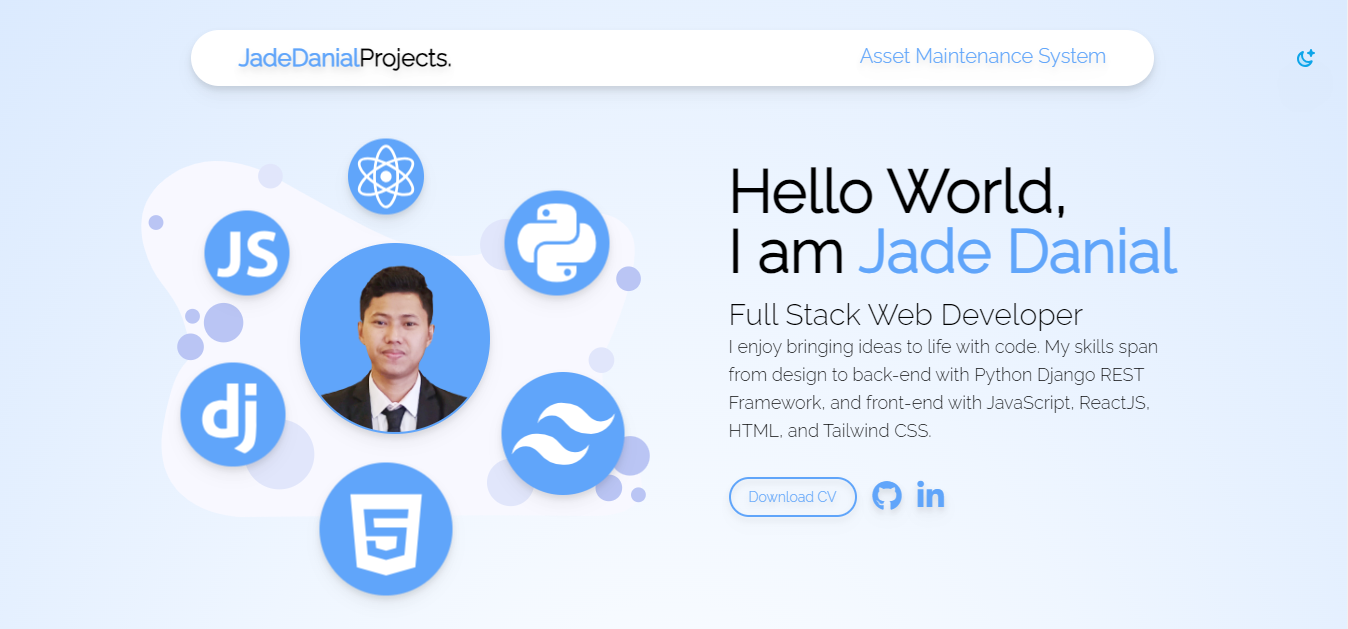 JadeDanialProjects.
Asset Maintenance System
JS
dj
5
Hello World,
I am Jade Danial
Full Stack Web Developer
I enjoy bringing ideas to life with code. My skills span
from design to back-end with Python Django REST
Framework, and front-end with JavaScript, ReactJS,
HTML, and Tailwind CSS.
Download CV
in